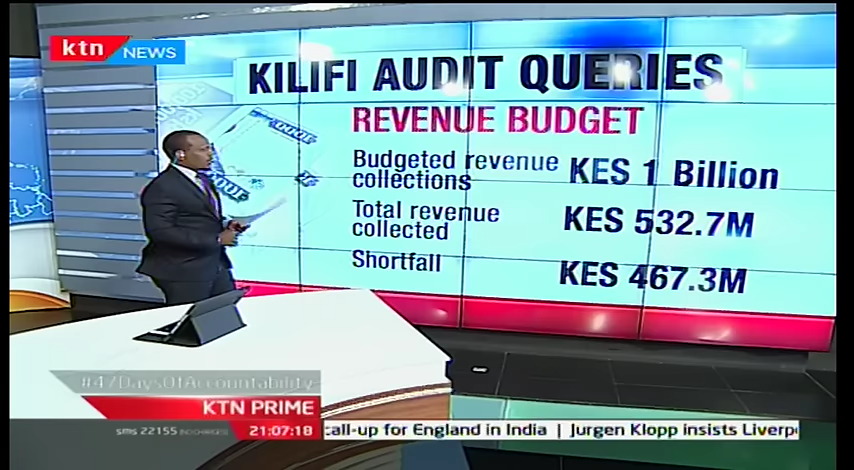 ktn NEWS
KILIFI AUDIT QUERIES
REVENUE BUDGET
Budgeted revenue
collections
KES 1 Billion
Total revenue
collected
KES 532.7M
Shortfall
KES 467.3M
#47DaysOfAccountability
KTN PRIME
sms 22155
21:07:18
call-up for England in India | Jurgen Klopp insists Liverp